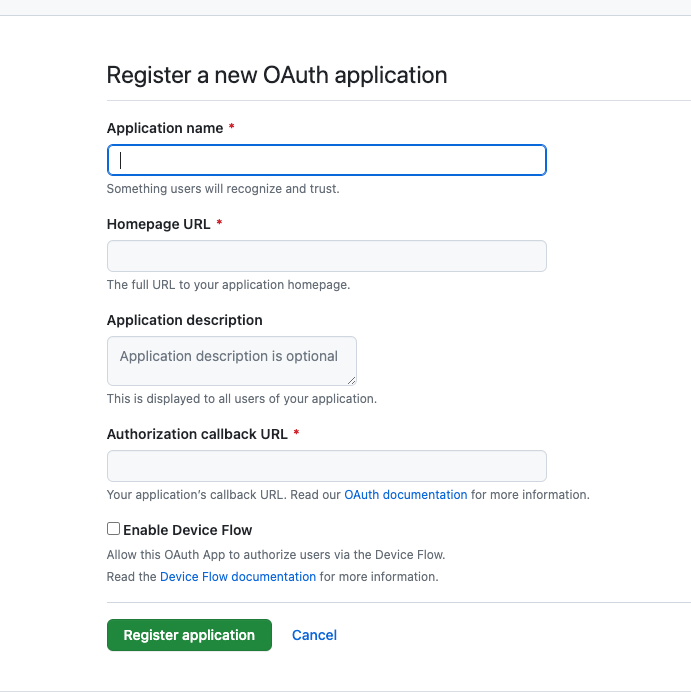 Register a new OAuth application
Application name *
Something users will recognize and trust.
Homepage URL *
The full URL to your application homepage.
Application description
Application description is optional
This is displayed to all users of your application.
Authorization callback URL *
Your application's callback URL. Read our OAuth documentation for more information.
Enable Device Flow
Allow this OAuth App to authorize users via the Device Flow.
Read the Device Flow documentation for more information.
Register application Cancel